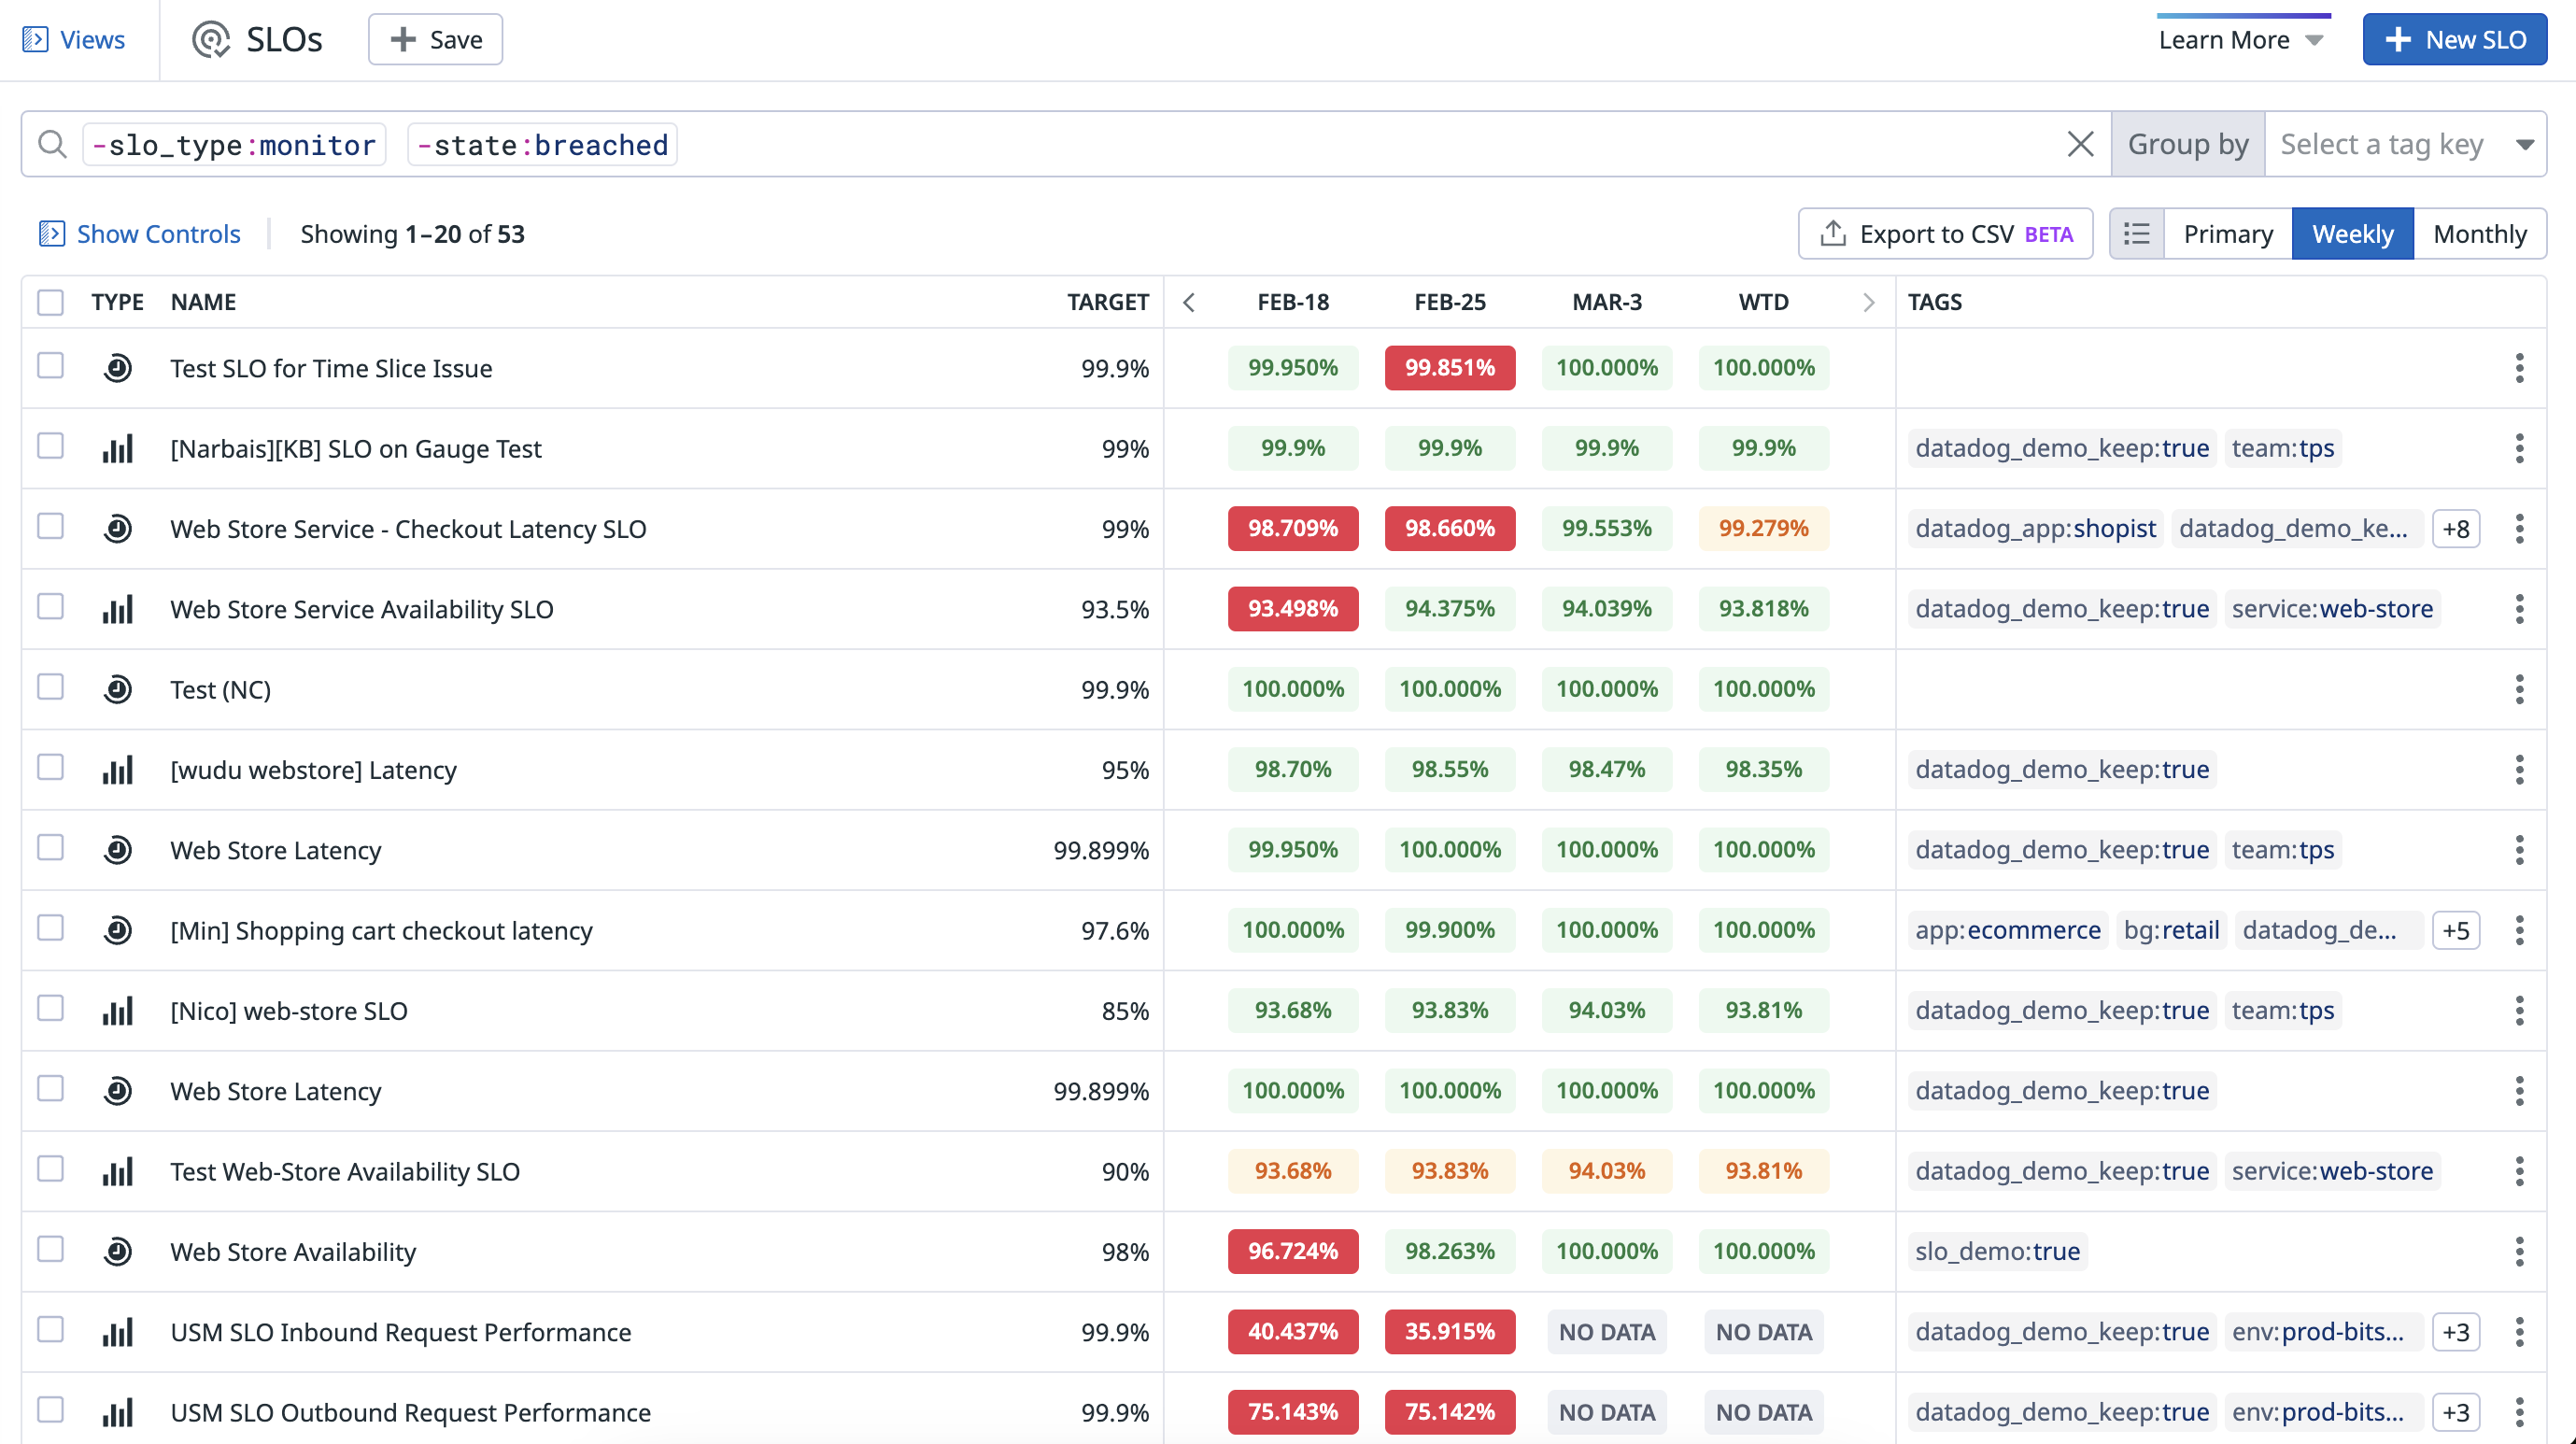 Views SLOs + Save Learn More + New SLO
-slo_type:monitor -state:breached Group by Select a tag key
Show Controls Showing 1–20 of 53 Export to CSV BETA Primary Weekly Monthly
TYPE NAME TARGET FEB-18 FEB-25 MAR-3 WTD TAGS
Test SLO for Time Slice Issue 99.9% 99.950% 99.851% 100.000% 100.000%
[Narbais][KB] SLO on Gauge Test 99% 99.9% 99.9% 99.9% 99.9% datadog_demo_keep:true team:tps
Web Store Service - Checkout Latency SLO 99% 98.709% 98.660% 99.553% 99.279% datadog_app:shopist datadog_demo_ke... +8
Web Store Service Availability SLO 93.5% 93.498% 94.375% 94.039% 93.818% datadog_demo_keep:true service:web-store
Test (NC) 99.9% 100.000% 100.000% 100.000% 100.000%
[wudu webstore] Latency 95% 98.70% 98.55% 98.47% 98.35% datadog_demo_keep:true
Web Store Latency 99.899% 99.950% 100.000% 100.000% 100.000% datadog_demo_keep:true team:tps
[Min] Shopping cart checkout latency 97.6% 100.000% 99.900% 100.000% 100.000% app:ecommerce bg:retail datadog_de... +5
[Nico] web-store SLO 85% 93.68% 93.83% 94.03% 93.81% datadog_demo_keep:true team:tps
Web Store Latency 99.899% 100.000% 100.000% 100.000% 100.000% datadog_demo_keep:true
Test Web-Store Availability SLO 90% 93.68% 93.83% 94.03% 93.81% datadog_demo_keep:true service:web-store
Web Store Availability 98% 96.724% 98.263% 100.000% 100.000% slo_demo:true
USM SLO Inbound Request Performance 99.9% 40.437% 35.915% NO DATA NO DATA datadog_demo_keep:true env:prod-bits... +3
USM SLO Outbound Request Performance 99.9% 75.143% 75.142% NO DATA NO DATA datadog_demo_keep:true env:prod-bits... +3